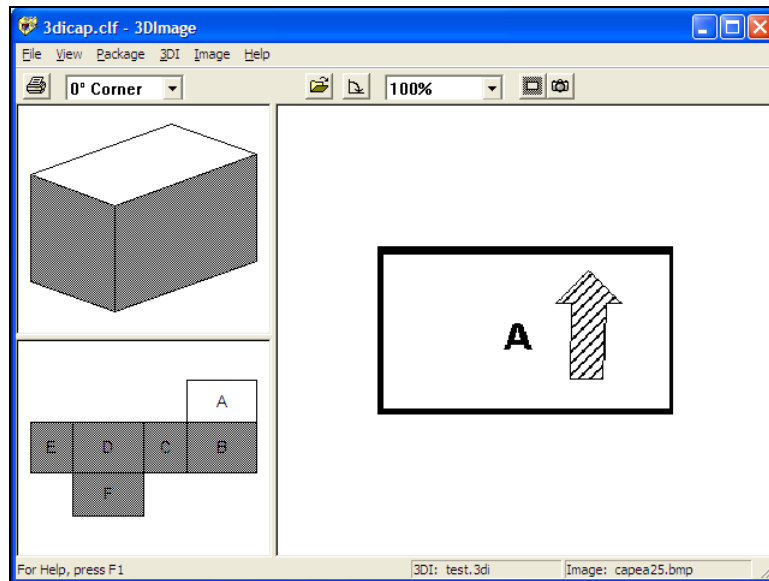 3dicap.clf - 3DImage
File View Package 3DI Image Help
0° Corner 100%
A
A
E D C B
F
For Help, press F1 3DI: test.3di Image: capea25.bmp